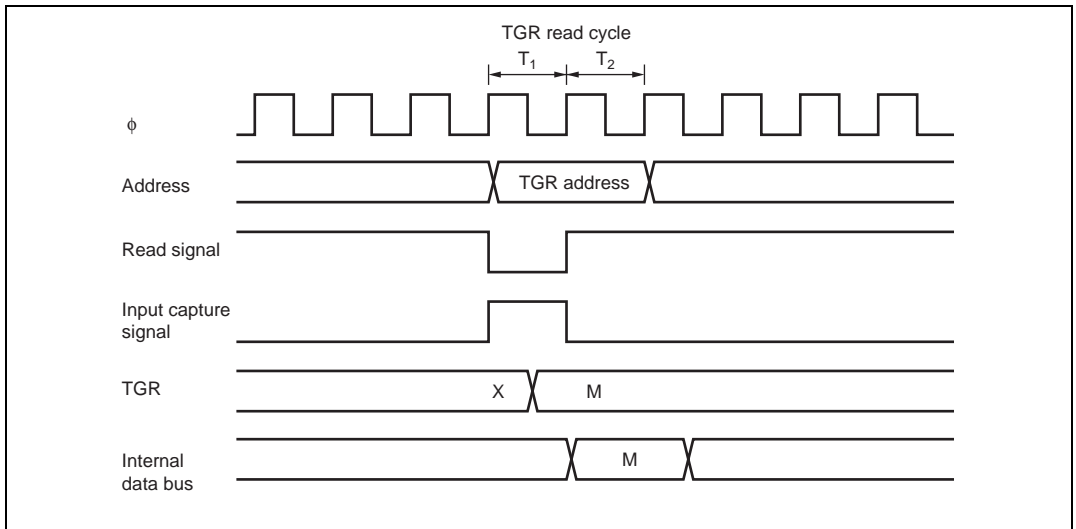 TGR read cycle
T1 T2
ϕ
Address
TGR address
Read signal
Input capture
signal
TGR
X M
Internal
data bus
M